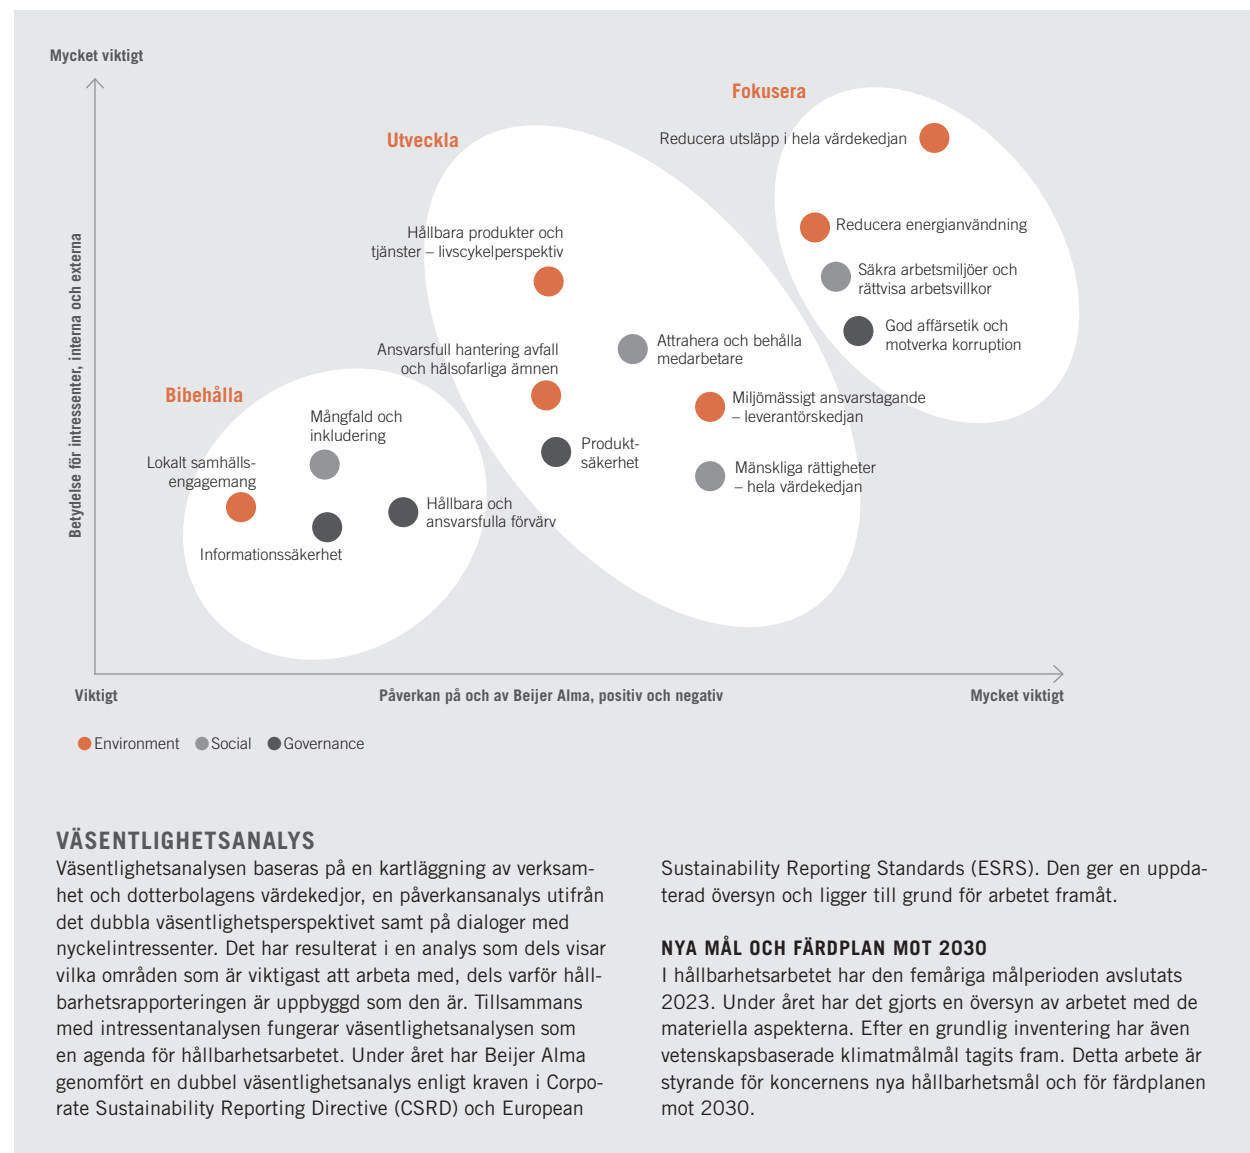 Mycket viktigt
Fokusera
Reducera utsläpp i hela värdekedjan
Utveckla
Reducera energianvändning
Hållbara produkter och
tjänster – livscykelperspektiv
Säkra arbetsmiljöer och
rättvisa arbetsvillkor
God affärsetik och
motverka korruption
Attrahera och behålla
medarbetare
Ansvarsfull hantering avfall
och hälsofarliga ämnen
Miljömässigt ansvarstagande
– leverantörskedjan
Bibehålla
Mångfald och
inkludering
Produkt-
säkerhet
Lokalt samhälls-
engagemang
Mänskliga rättigheter
– hela värdekedjan
Hållbara och
ansvarsfulla förvärv
Informationssäkerhet
Betydelse för intressenter, interna och externa
Viktigt
Påverkan på och av Beijer Alma, positiv och negativ
Mycket viktigt
Environment
Social
Governance
VÄSENTLIGHETSANALYS
Väsentlighetsanalysen baseras på en kartläggning av verksam-
het och dotterbolagens värdekedjor, en påverkansanalys utifrån
det dubbla väsentlighetsperspektivet samt på dialoger med
nyckelintressenter. Det har resulterat i en analys som dels visar
vilka områden som är viktigast att arbeta med, dels varför håll-
barhetsrapporteringen är uppbyggd som den är. Tillsammans
med intressentanalysen fungerar väsentlighetsanalysen som
en agenda för hållbarhetsarbetet. Under året har Beijer Alma
genomfört en dubbel väsentlighetsanalys enligt kraven i Corpo-
rate Sustainability Reporting Directive (CSRD) och European
Sustainability Reporting Standards (ESRS). Den ger en uppda-
terad översyn och ligger till grund för arbetet framåt.
NYA MÅL OCH FÄRDPLAN MOT 2030
I hållbarhetsarbetet har den femåriga målperioden avslutats
2023. Under året har det gjorts en översyn av arbetet med de
materiella aspekterna. Efter en grundlig inventering har även
vetenskapsbaserade klimatmålmål tagits fram. Detta arbete är
styrande för koncernens nya hållbarhetsmål och för färdplanen
mot 2030.